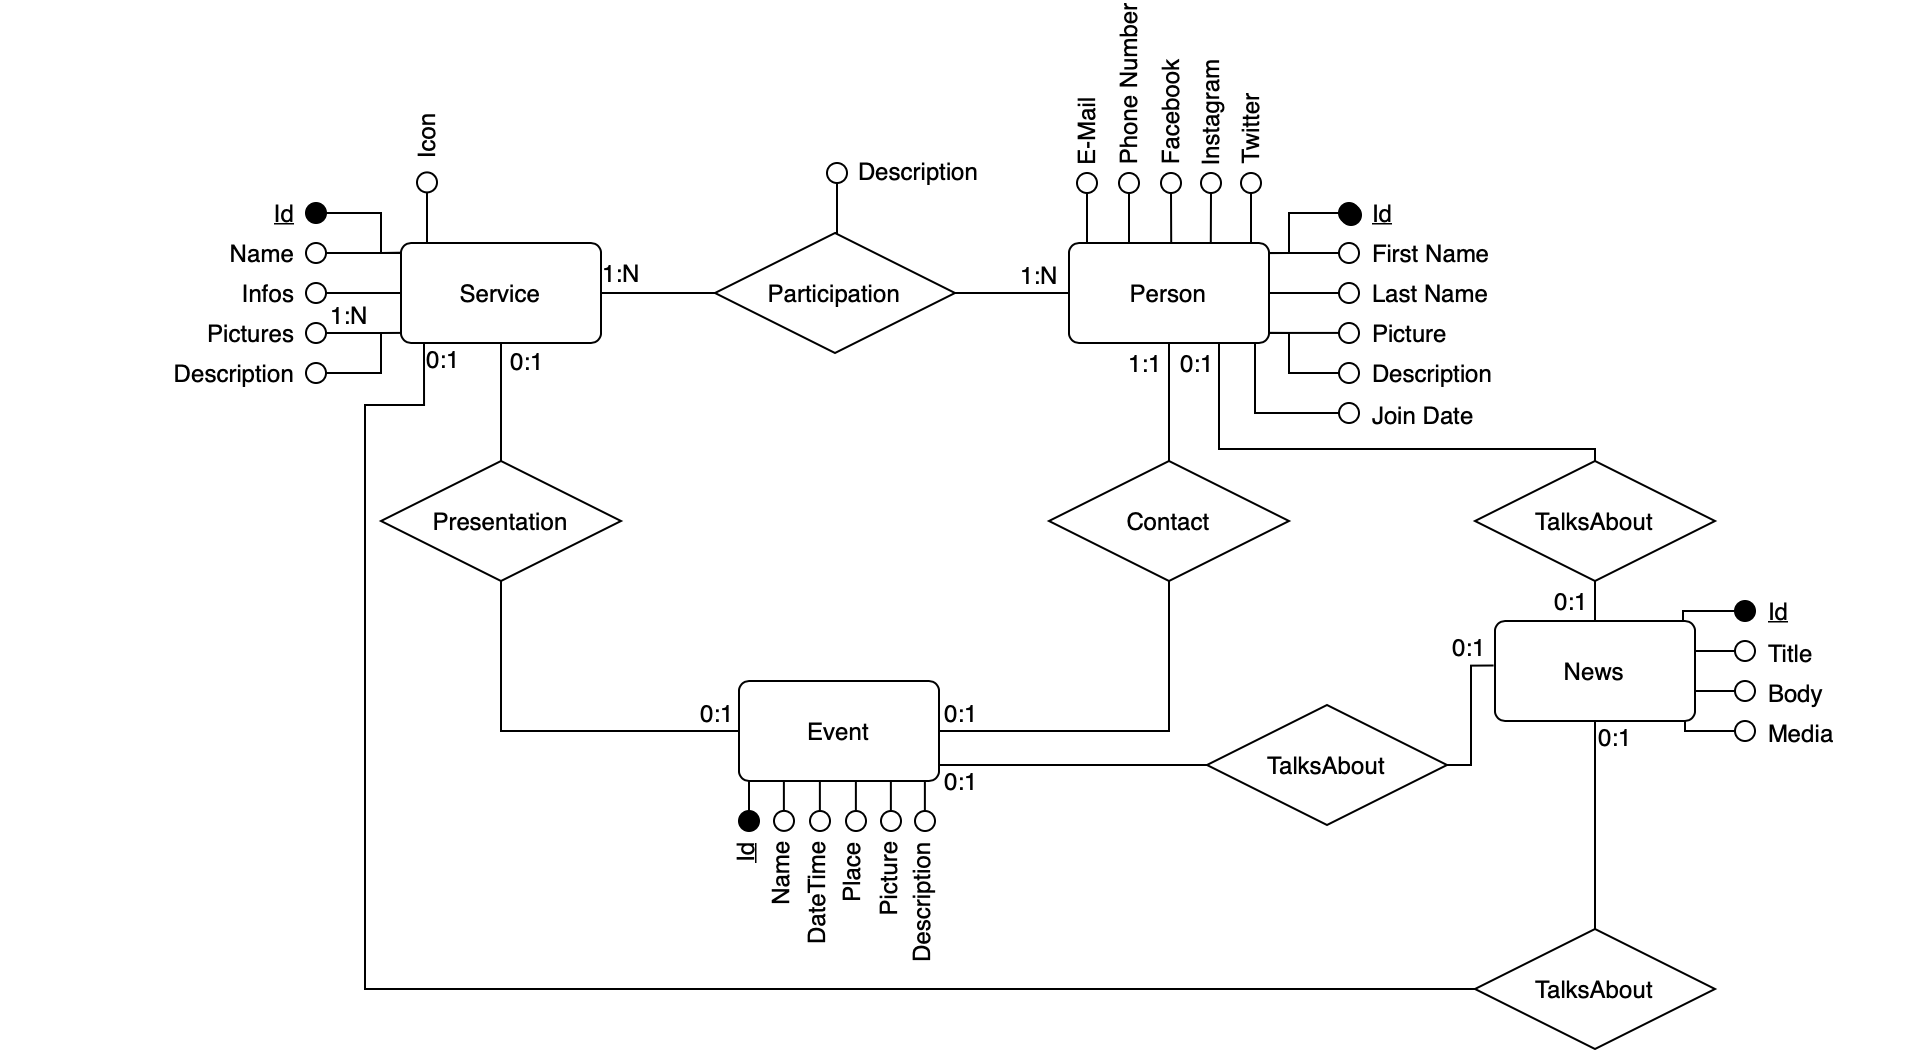 Icon
Id
Name
Infos
Pictures
1:N
Description
Service
1:N
0:1
0:1
Description
Participation
1:N
E-Mail
Phone Number
Facebook
Instagram
Twitter
Person
Id
First Name
Last Name
Picture
Description
Join Date
1:1
0:1
Presentation
Contact
TalksAbout
0:1
0:1
News
Id
Title
Body
Media
0:1
0:1
Event
0:1
0:1
Id
Name
DateTime
Place
Picture
Description
TalksAbout
TalksAbout